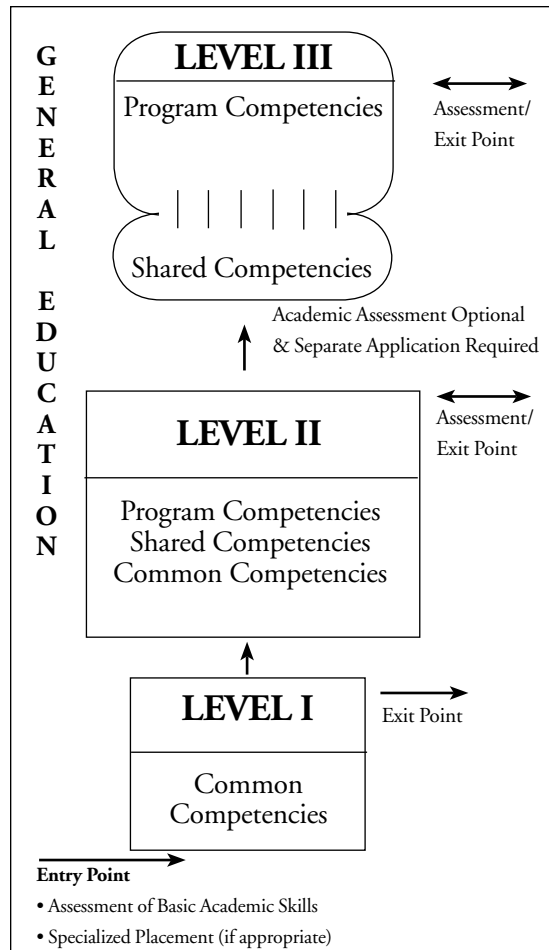 GENERAL EDUCATION
LEVEL III
Program Competencies
Assessment/
Exit Point
Shared Competencies
Academic Assessment Optional
& Separate Application Required
LEVEL II
Assessment/
Exit Point
Program Competencies
Shared Competencies
Common Competencies
LEVEL I
Exit Point
Common
Competencies
Entry Point
• Assessment of Basic Academic Skills
• Specialized Placement (if appropriate)